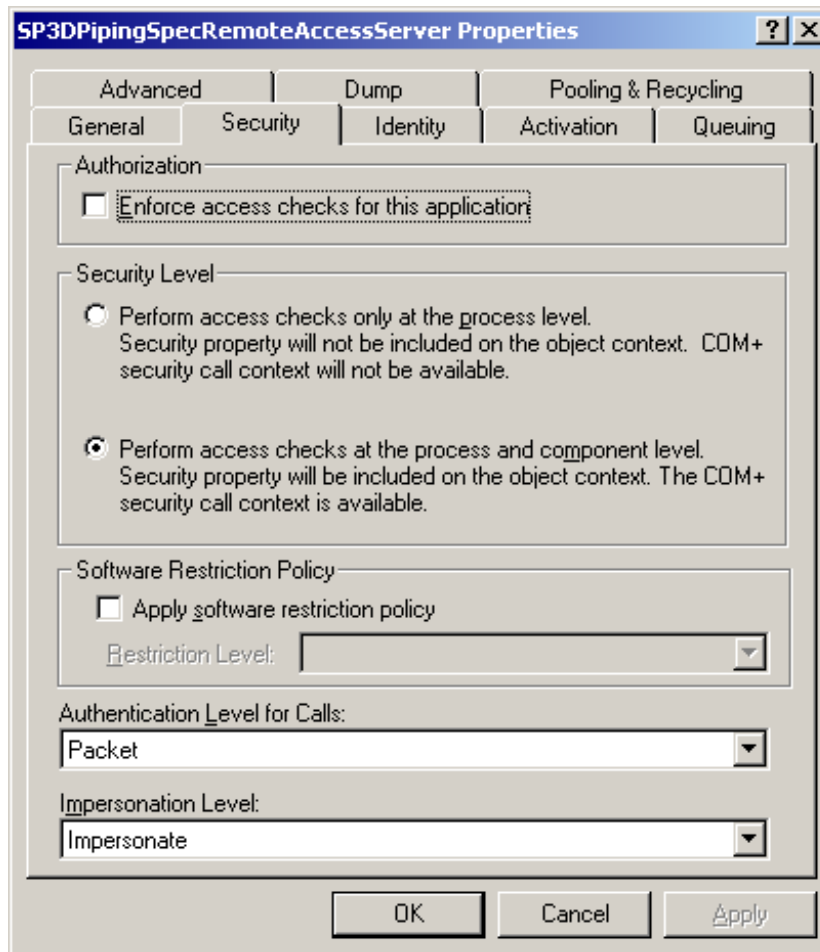 SP3DPipingSpecRemoteAccessServer Properties
Advanced
Dump
Pooling & Recycling
General
Security
Identity
Activation
Queuing
Authorization
Enforce access checks for this application
Security Level
Perform access checks only at the process level.
Security property will not be included on the object context. COM+
security call context will not be available.
Perform access checks at the process and component level.
Security property will be included on the object context. The COM+
security call context is available.
Software Restriction Policy
Apply software restriction policy
Restriction Level:
Authentication Level for Calls:
Packet
Impersonation Level:
Impersonate
OK
Cancel
Apply